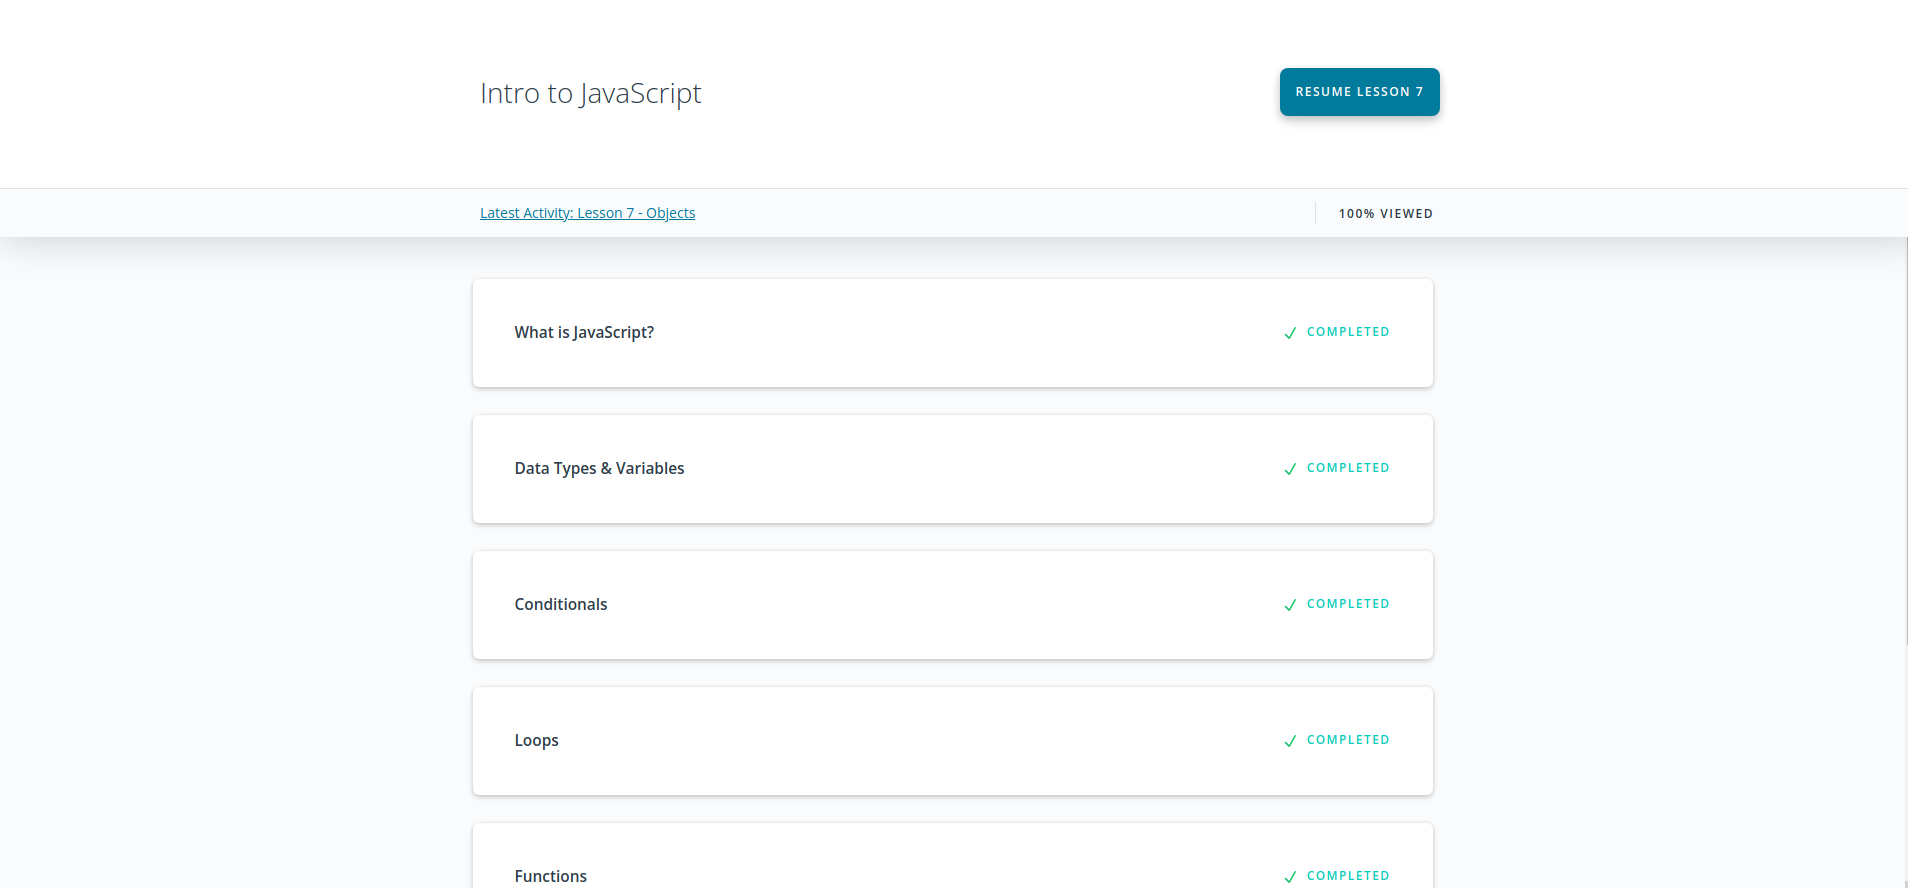 Intro to JavaScript
RESUME LESSON 7
Latest Activity: Lesson 7 - Objects
100% VIEWED
What is JavaScript?
COMPLETED
Data Types & Variables
COMPLETED
Conditionals
COMPLETED
Loops
COMPLETED
Functions
COMPLETED